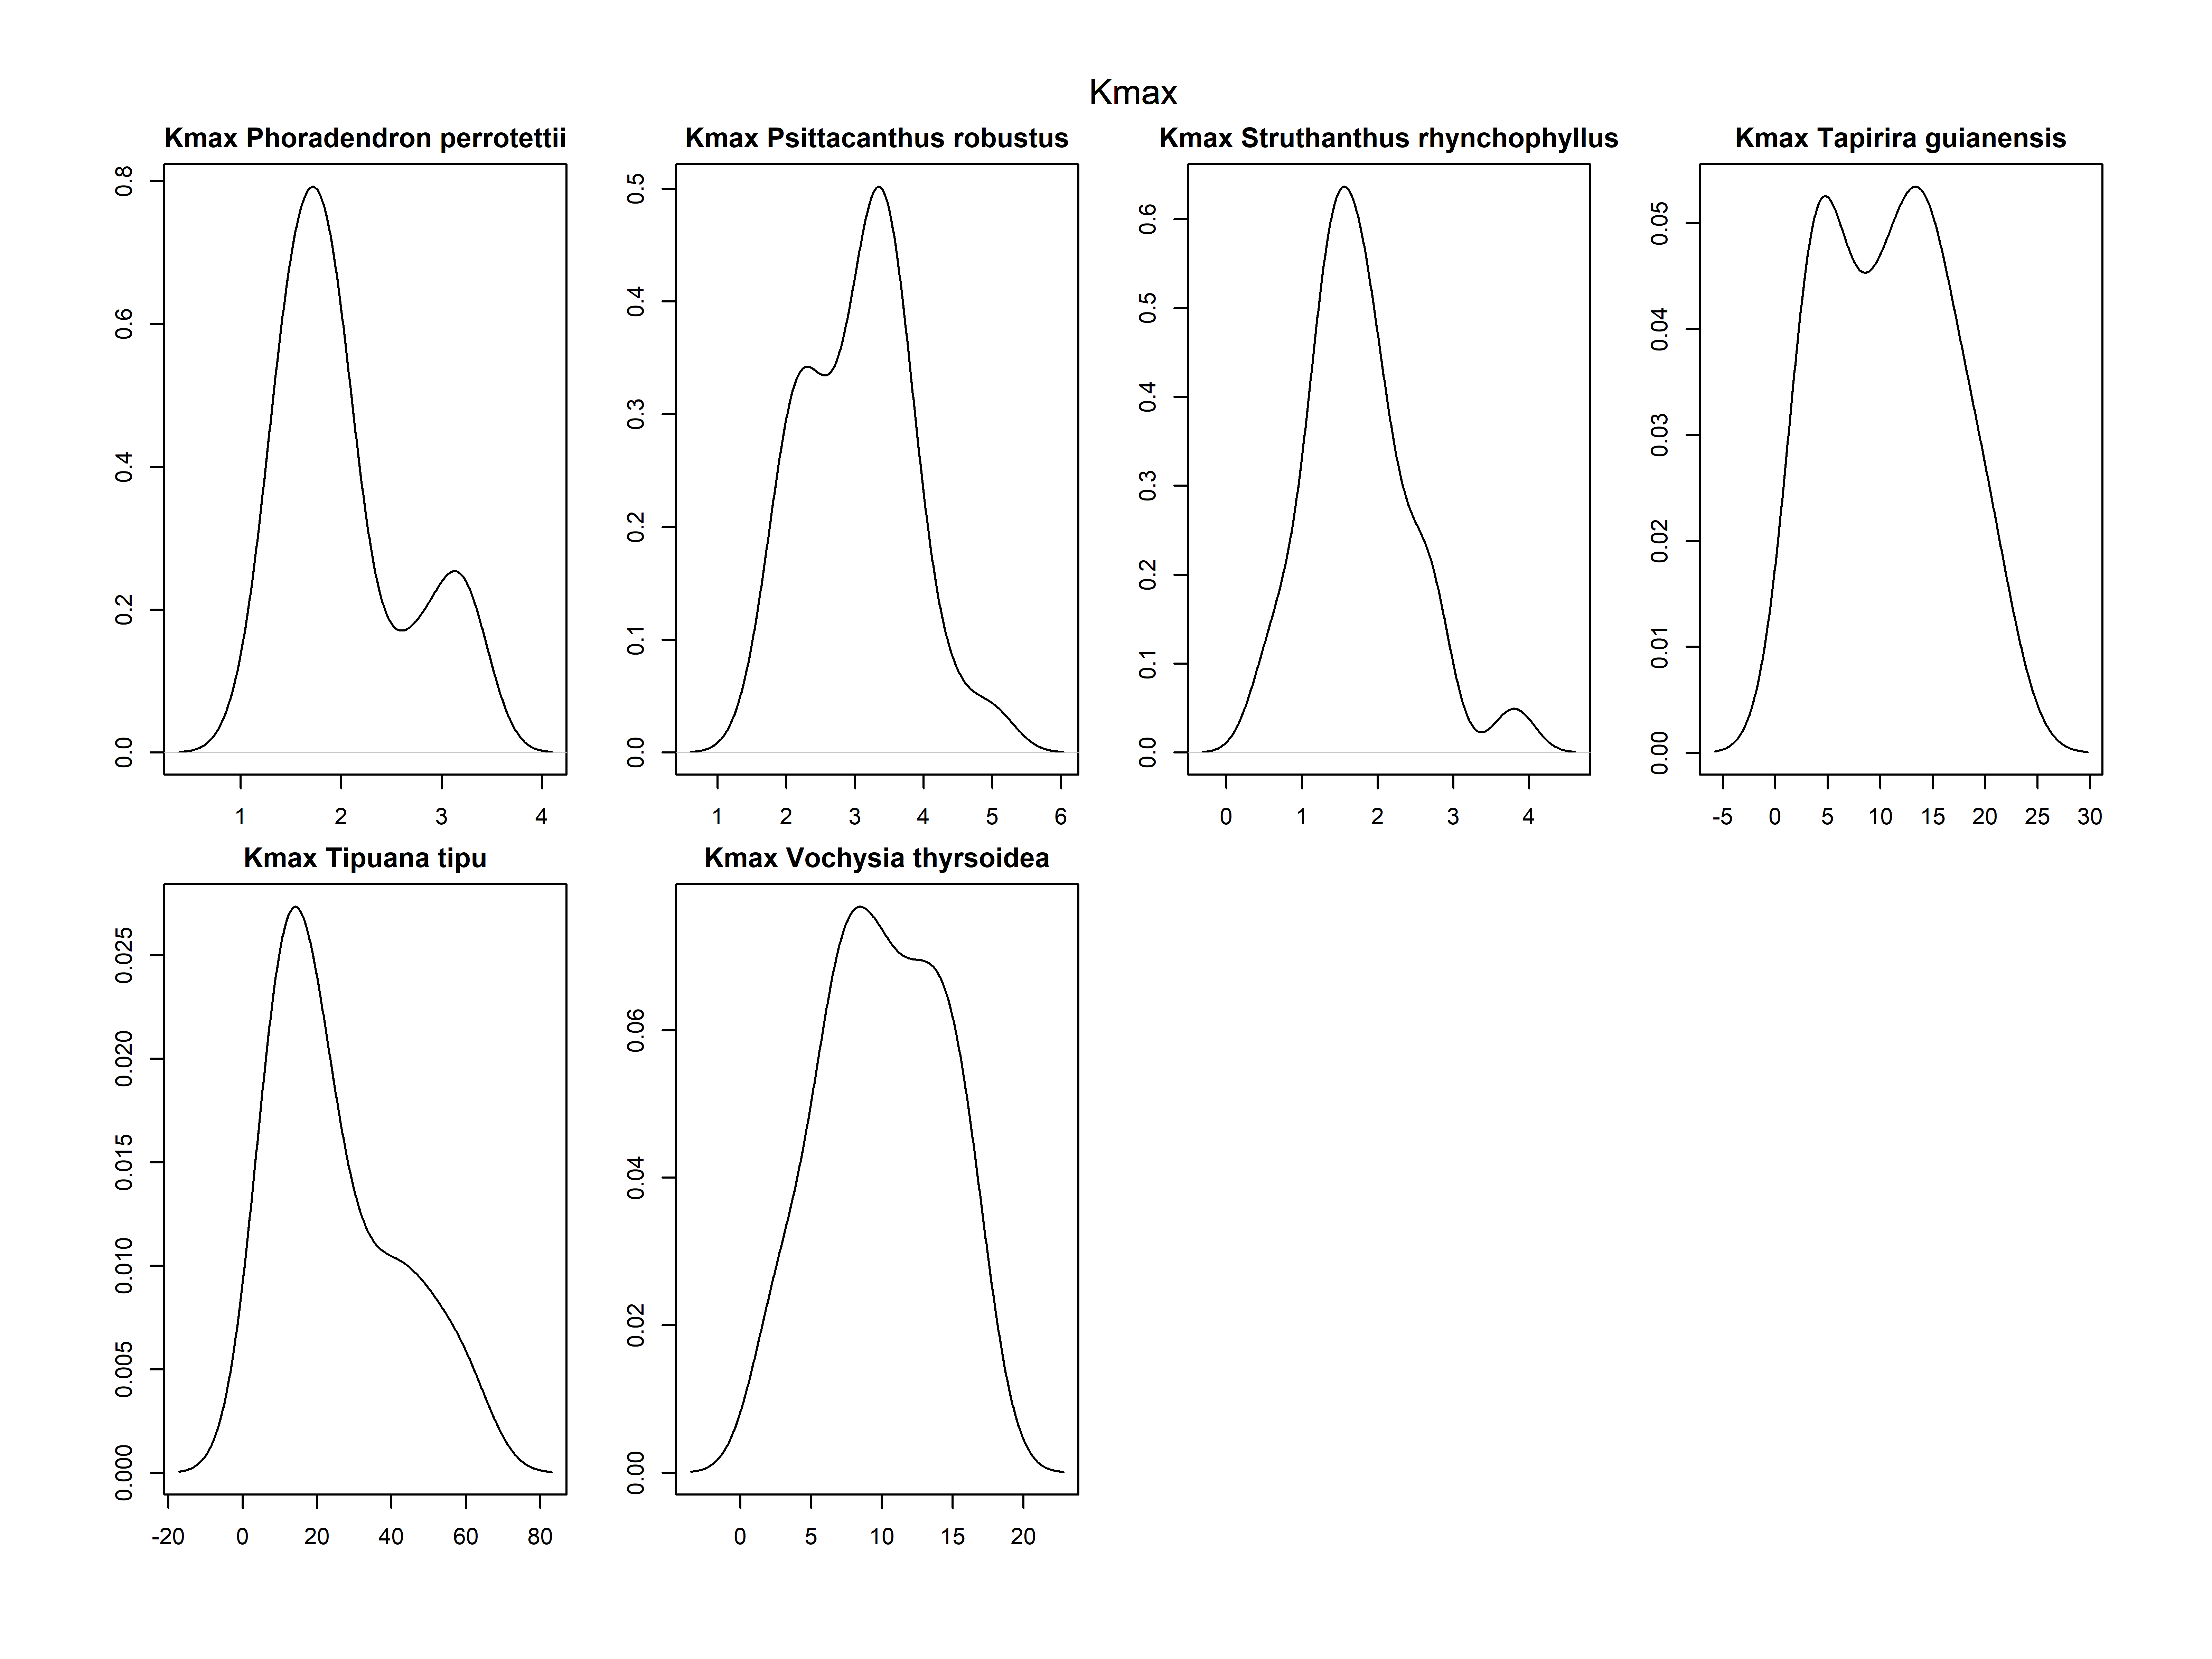 Kmax
Kmax Phoradendron perrotettii
0.0 0.2 0.4 0.6 0.8
1 2 3 4
Kmax Psittacanthus robustus
0.0 0.1 0.2 0.3 0.4 0.5
1 2 3 4 5 6
Kmax Struthanthus rhynchophyllus
0.0 0.1 0.2 0.3 0.4 0.5 0.6
0 1 2 3 4
Kmax Tapirira guianensis
0.00 0.01 0.02 0.03 0.04 0.05
-5 0 5 10 15 20 25 30
Kmax Tipuana tipu
0.000 0.005 0.010 0.015 0.020 0.025
-20 0 20 40 60 80
Kmax Vochysia thyrsoidea
0.00 0.02 0.04 0.06
0 5 10 15 20